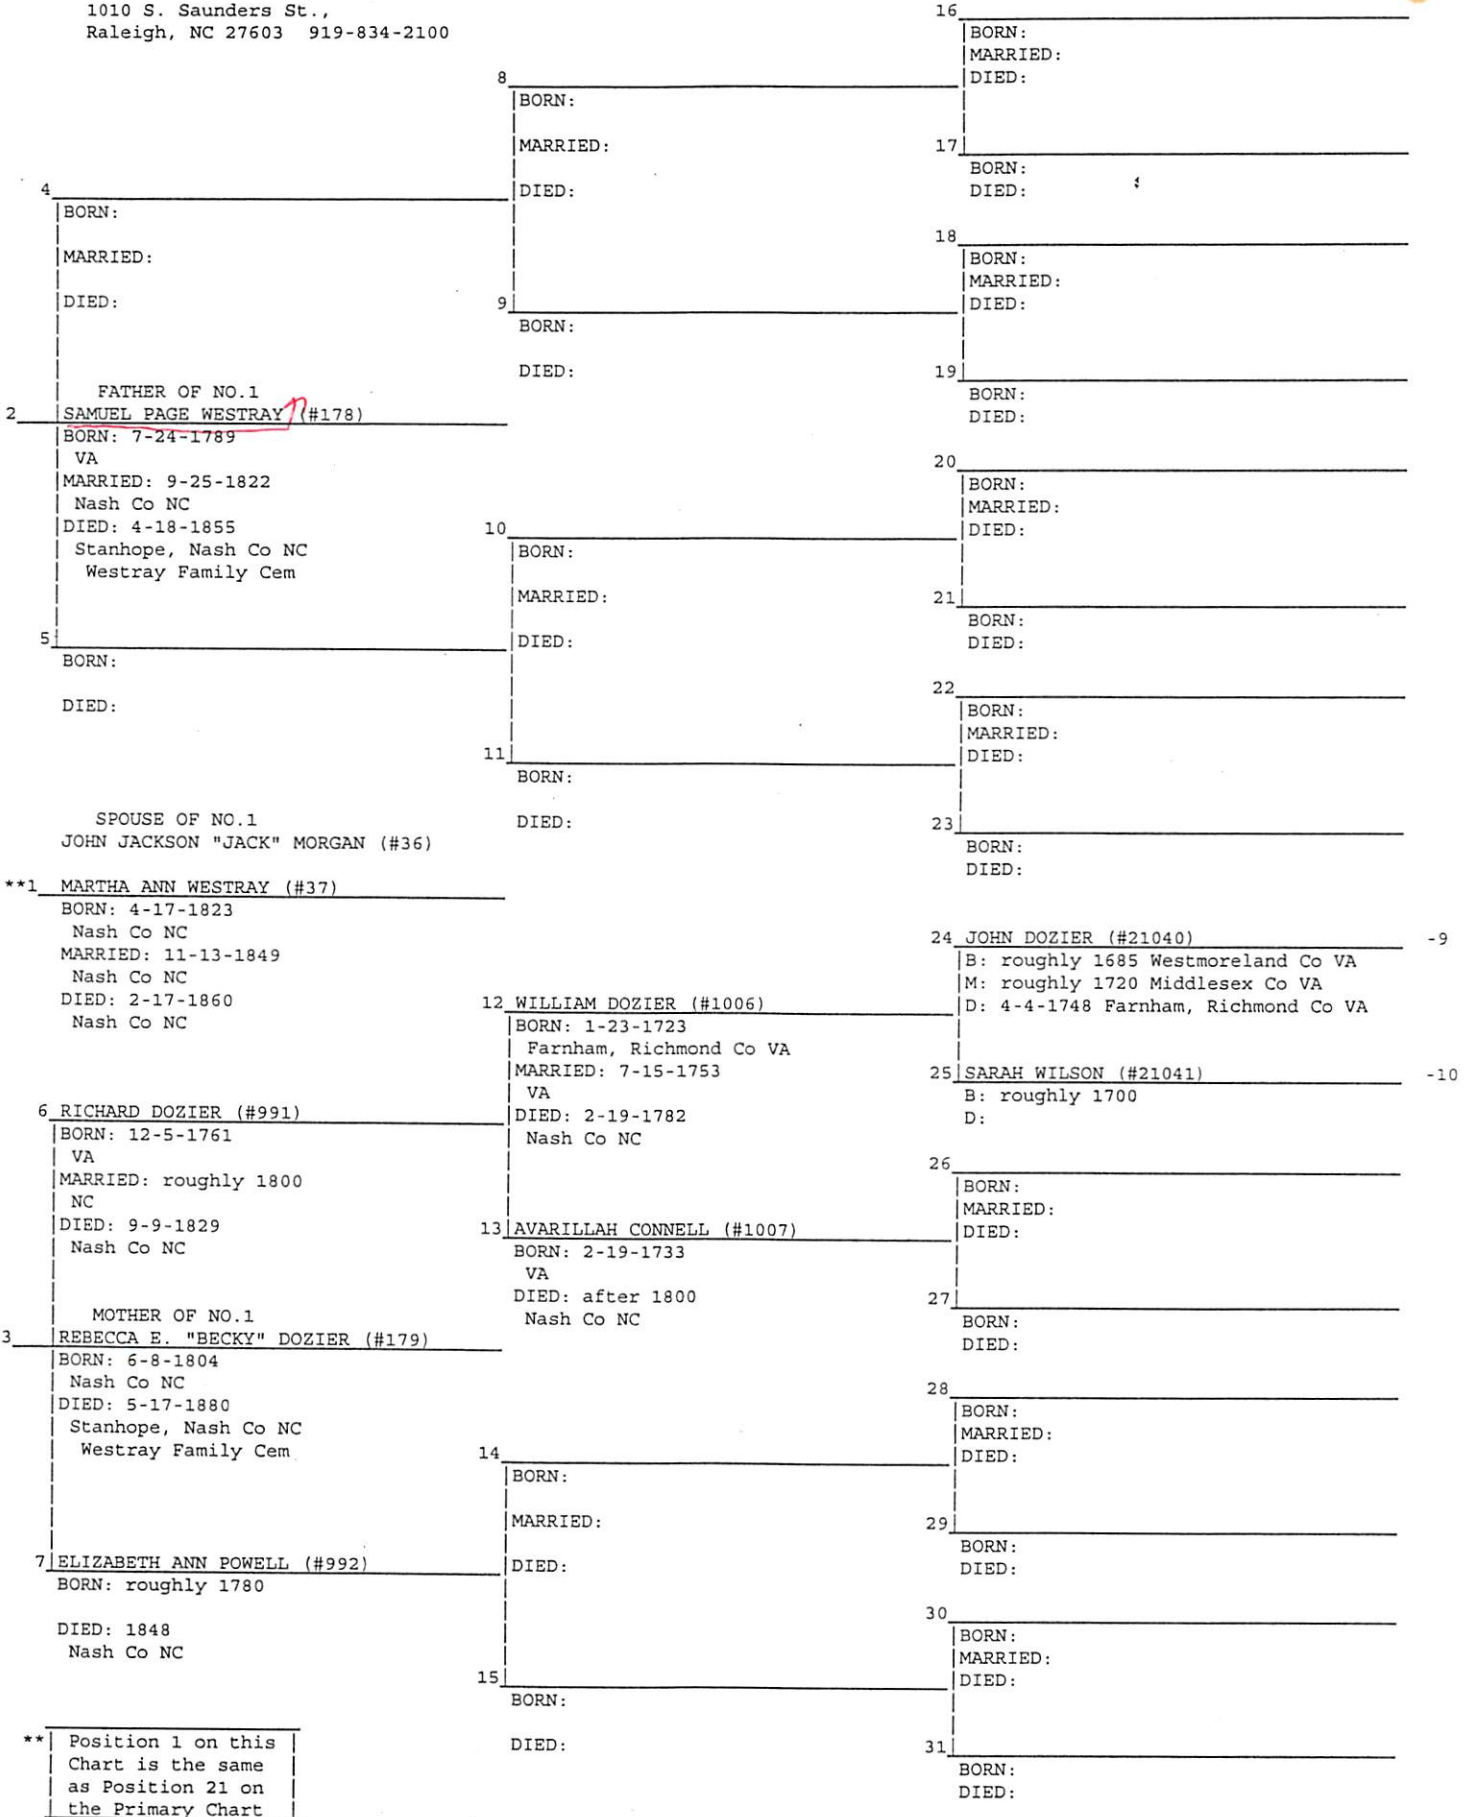 1010 S. Saunders St.,
Raleigh, NC 27603 919-834-2100
16
BORN:
MARRIED:
DIED:
8
BORN:
MARRIED:
DIED:
17
BORN:
DIED:
4
BORN:
MARRIED:
DIED:
18
BORN:
MARRIED:
DIED:
9
BORN:
DIED:
19
BORN:
DIED:
FATHER OF NO.1
2 SAMUEL PAGE WESTRAY (#178)
BORN: 7-24-1789
VA
MARRIED: 9-25-1822
Nash Co NC
DIED: 4-18-1855
Stanhope, Nash Co NC
Westray Family Cem
20
BORN:
MARRIED:
DIED:
10
BORN:
MARRIED:
DIED:
21
BORN:
DIED:
5
BORN:
DIED:
22
BORN:
MARRIED:
DIED:
11
BORN:
DIED:
23
BORN:
DIED:
SPOUSE OF NO.1
JOHN JACKSON "JACK" MORGAN (#36)
**1 MARTHA ANN WESTRAY (#37)
BORN: 4-17-1823
Nash Co NC
MARRIED: 11-13-1849
Nash Co NC
DIED: 2-17-1860
Nash Co NC
24 JOHN DOZIER (#21040) -9
B: roughly 1685 Westmoreland Co VA
M: roughly 1720 Middlesex Co VA
D: 4-4-1748 Farnham, Richmond Co VA
12 WILLIAM DOZIER (#1006)
BORN: 1-23-1723
Farnham, Richmond Co VA
MARRIED: 7-15-1753
VA
DIED: 2-19-1782
Nash Co NC
25 SARAH WILSON (#21041) -10
B: roughly 1700
D:
6 RICHARD DOZIER (#991)
BORN: 12-5-1761
VA
MARRIED: roughly 1800
NC
DIED: 9-9-1829
Nash Co NC
26
BORN:
MARRIED:
DIED:
13 AVARILLAH CONNELL (#1007)
BORN: 2-19-1733
VA
DIED: after 1800
Nash Co NC
27
BORN:
DIED:
MOTHER OF NO.1
3 REBECCA E. "BECKY" DOZIER (#179)
BORN: 6-8-1804
Nash Co NC
DIED: 5-17-1880
Stanhope, Nash Co NC
Westray Family Cem
28
BORN:
MARRIED:
DIED:
14
BORN:
MARRIED:
DIED:
29
BORN:
DIED:
7 ELIZABETH ANN POWELL (#992)
BORN: roughly 1780
DIED: 1848
Nash Co NC
30
BORN:
MARRIED:
DIED:
15
BORN:
DIED:
31
BORN:
DIED:
** Position 1 on this
Chart is the same
as Position 21 on
the Primary Chart